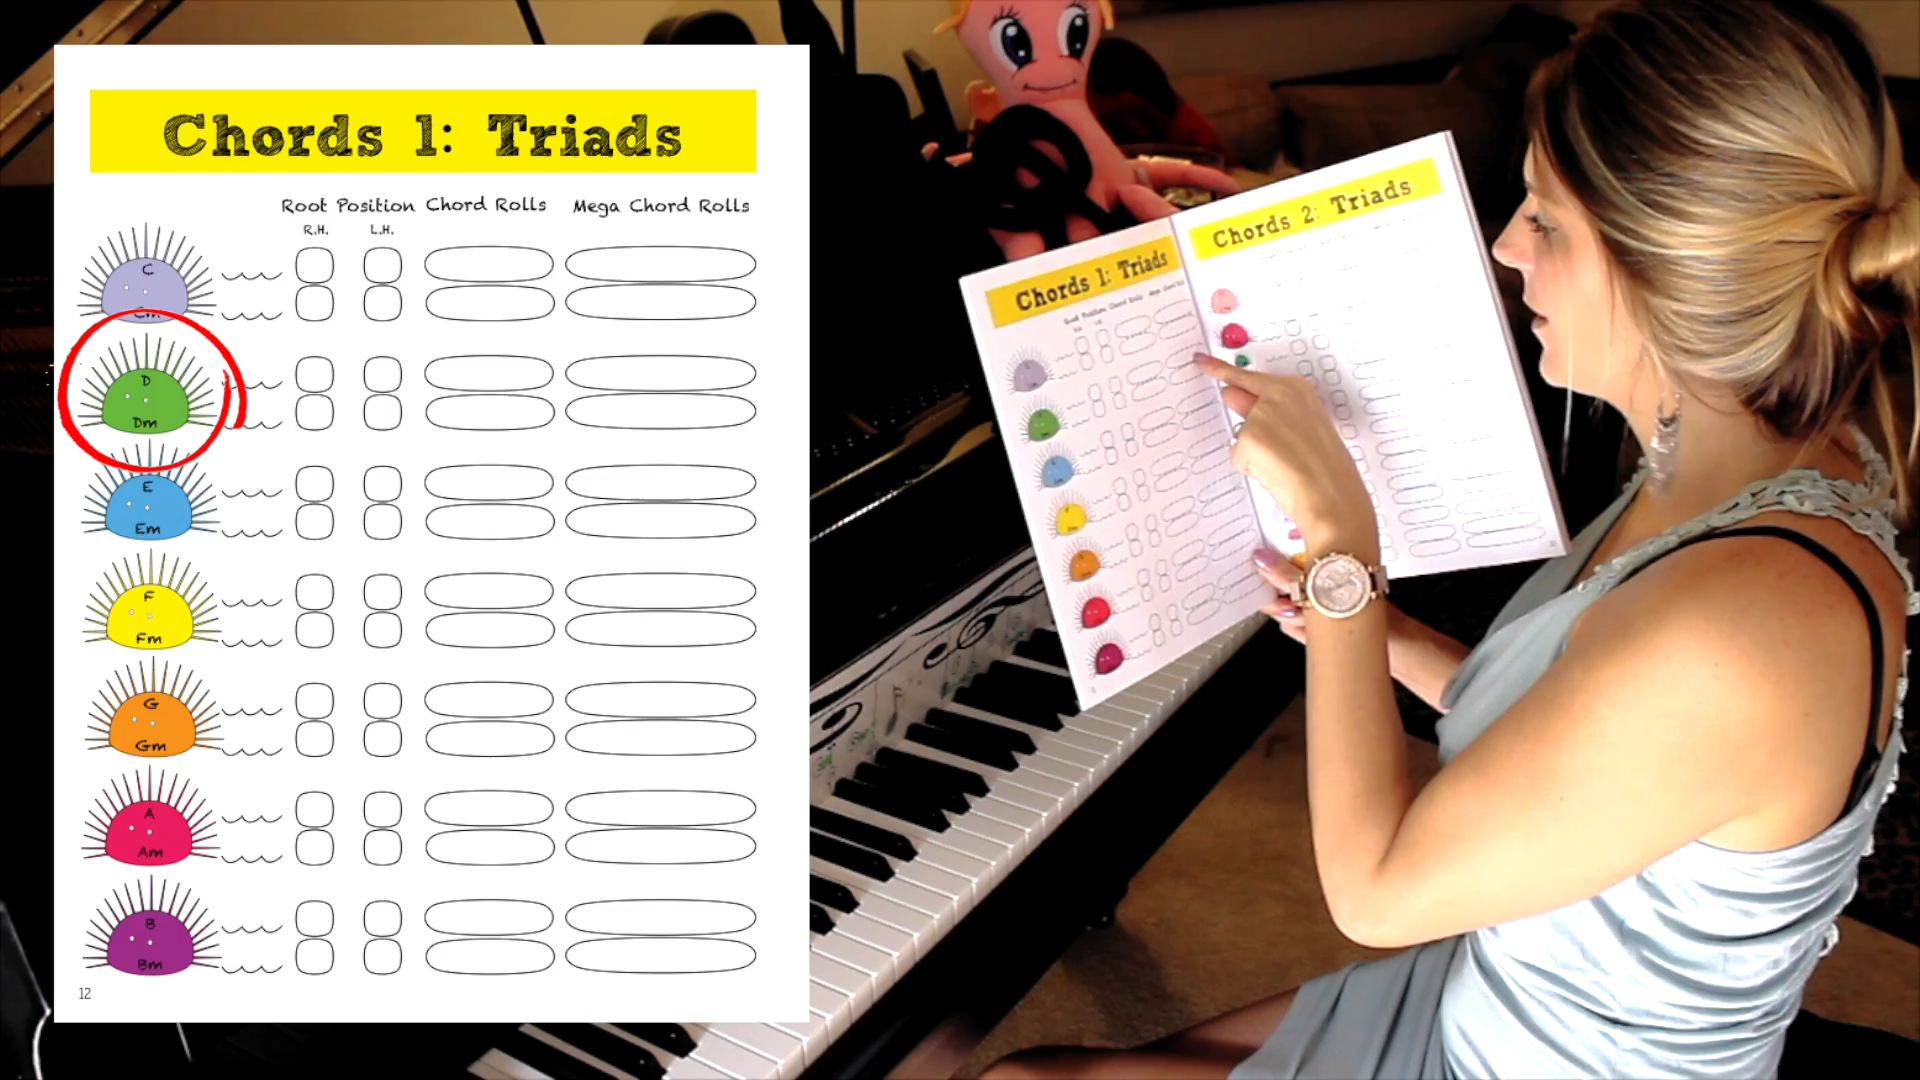 Chords 1: Triads
Root Position Chord Rolls Mega Chord Rolls
R.H. L.H.
C
Cm
D
Dm
E
Em
F
Fm
G
Gm
A
Am
B
Bm
12
Chords 1: Triads
Chords 2: Triads